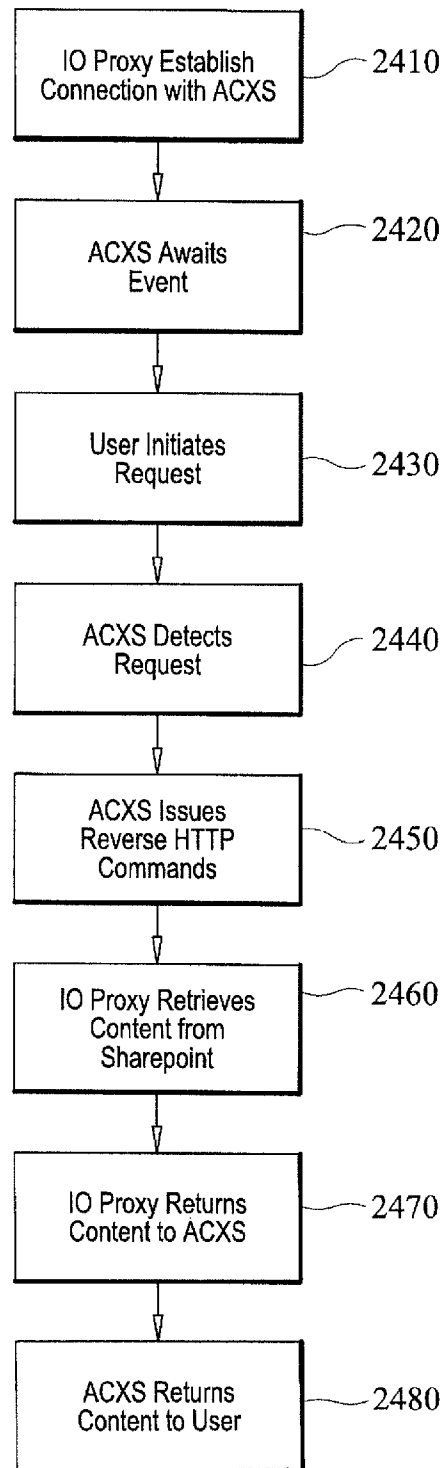 IO Proxy Establish
Connection with ACXS
2410
ACXS Awaits
Event
2420
User Initiates
Request
2430
ACXS Detects
Request
2440
ACXS Issues
Reverse HTTP
Commands
2450
IO Proxy Retrieves
Content from
Sharepoint
2460
IO Proxy Returns
Content to ACXS
2470
ACXS Returns
Content to User
2480